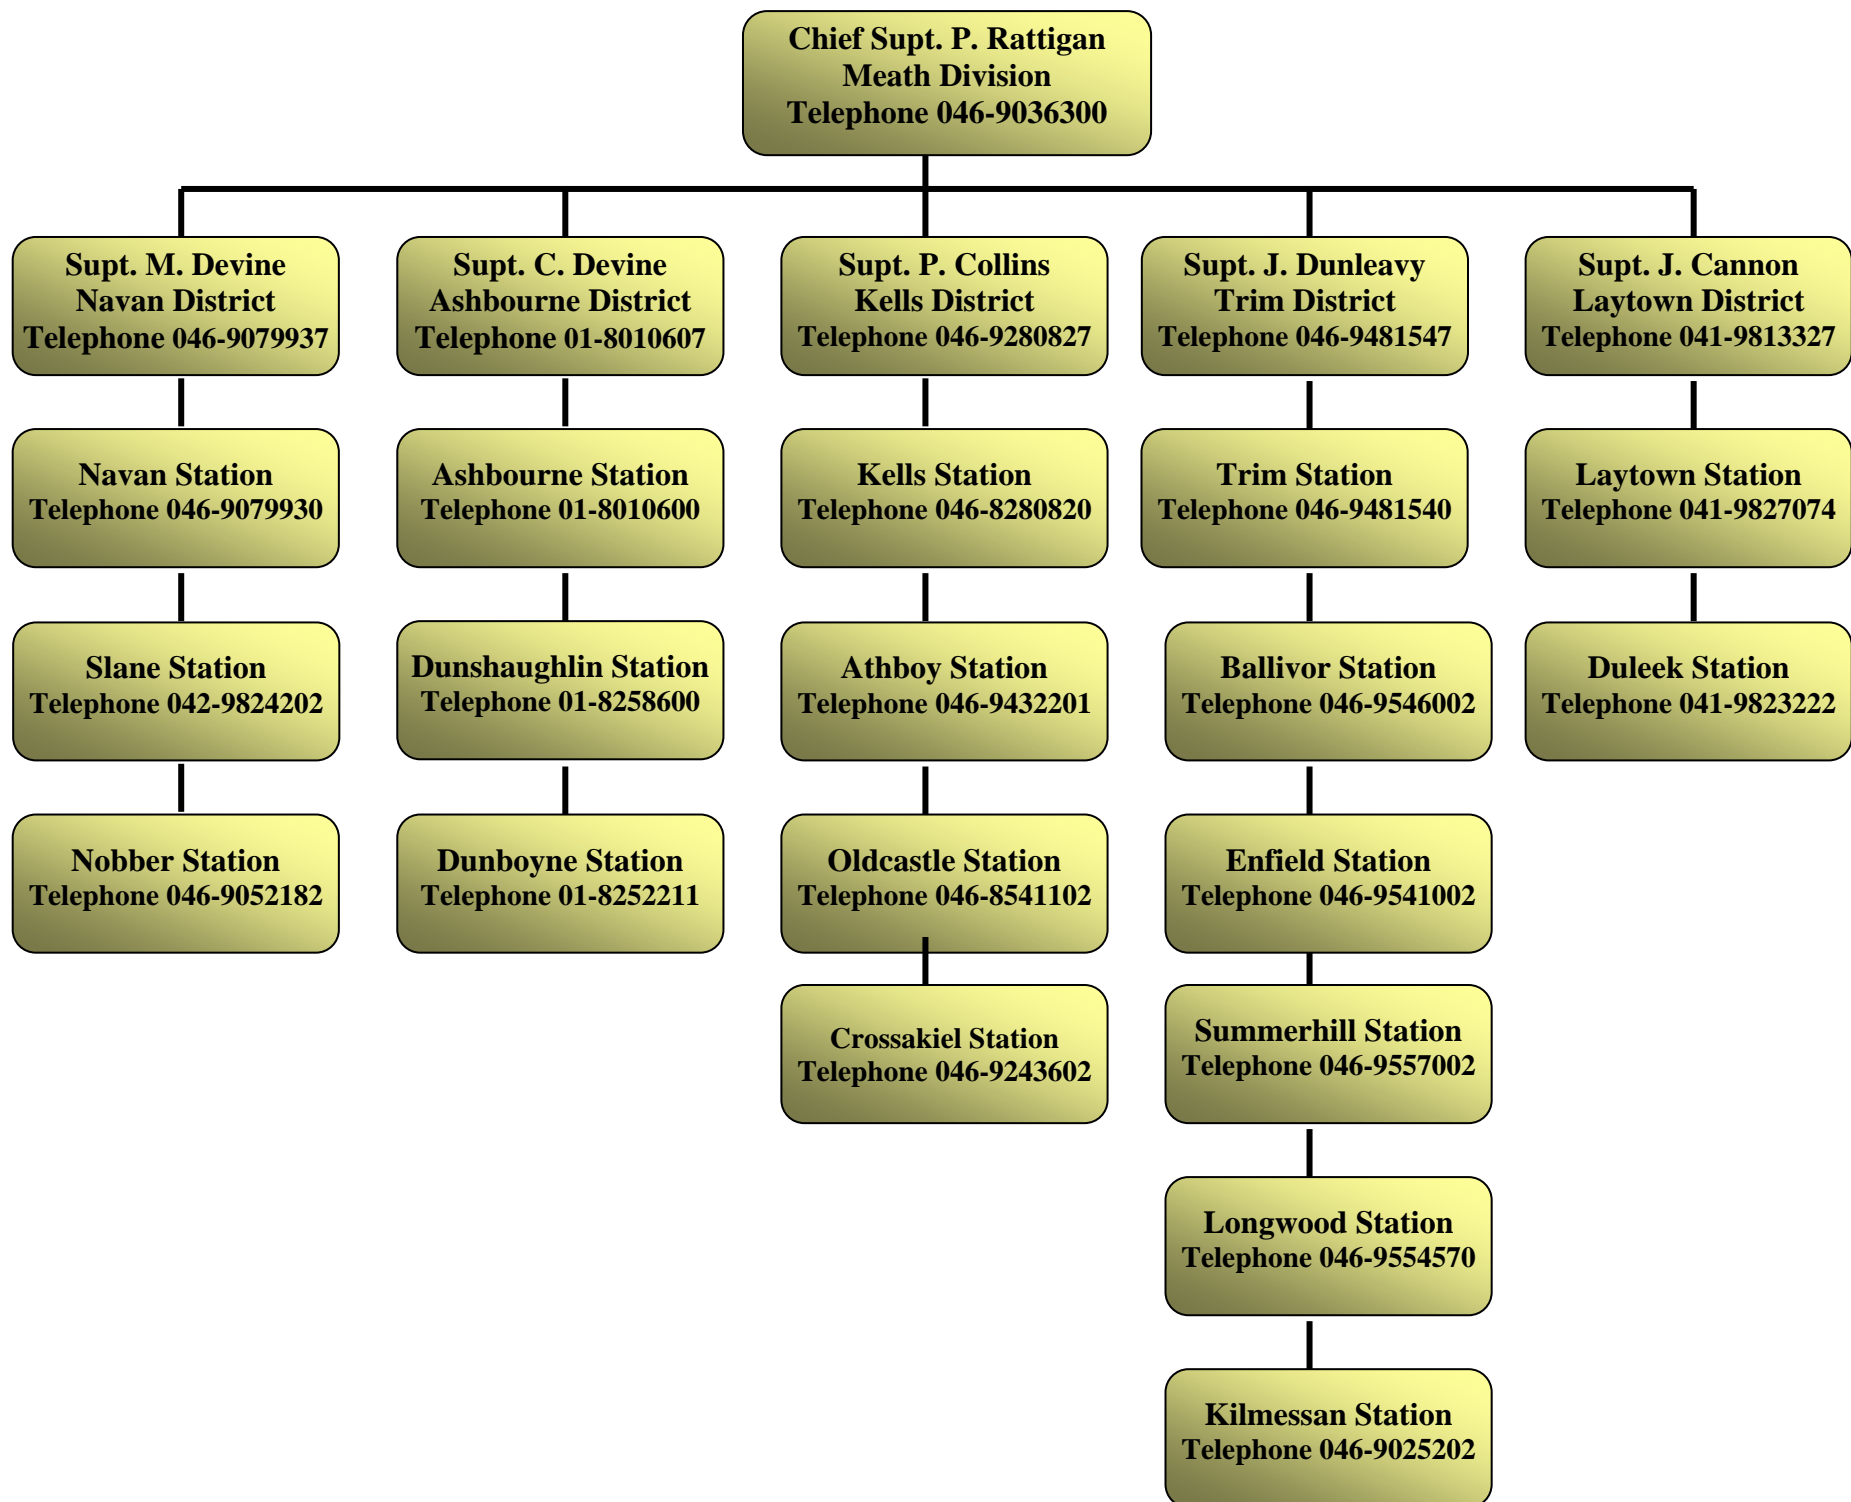 Chief Supt. P. Rattigan
Meath Division
Telephone 046-9036300
Supt. M. Devine
Navan District
Telephone 046-9079937
Supt. C. Devine
Ashbourne District
Telephone 01-8010607
Supt. P. Collins
Kells District
Telephone 046-9280827
Supt. J. Dunleavy
Trim District
Telephone 046-9481547
Supt. J. Cannon
Laytown District
Telephone 041-9813327
Navan Station
Telephone 046-9079930
Ashbourne Station
Telephone 01-8010600
Kells Station
Telephone 046-8280820
Trim Station
Telephone 046-9481540
Laytown Station
Telephone 041-9827074
Slane Station
Telephone 042-9824202
Dunshaughlin Station
Telephone 01-8258600
Athboy Station
Telephone 046-9432201
Ballivor Station
Telephone 046-9546002
Duleek Station
Telephone 041-9823222
Nobber Station
Telephone 046-9052182
Dunboyne Station
Telephone 01-8252211
Oldcastle Station
Telephone 046-8541102
Enfield Station
Telephone 046-9541002
Crossakiel Station
Telephone 046-9243602
Summerhill Station
Telephone 046-9557002
Longwood Station
Telephone 046-9554570
Kilmessan Station
Telephone 046-9025202